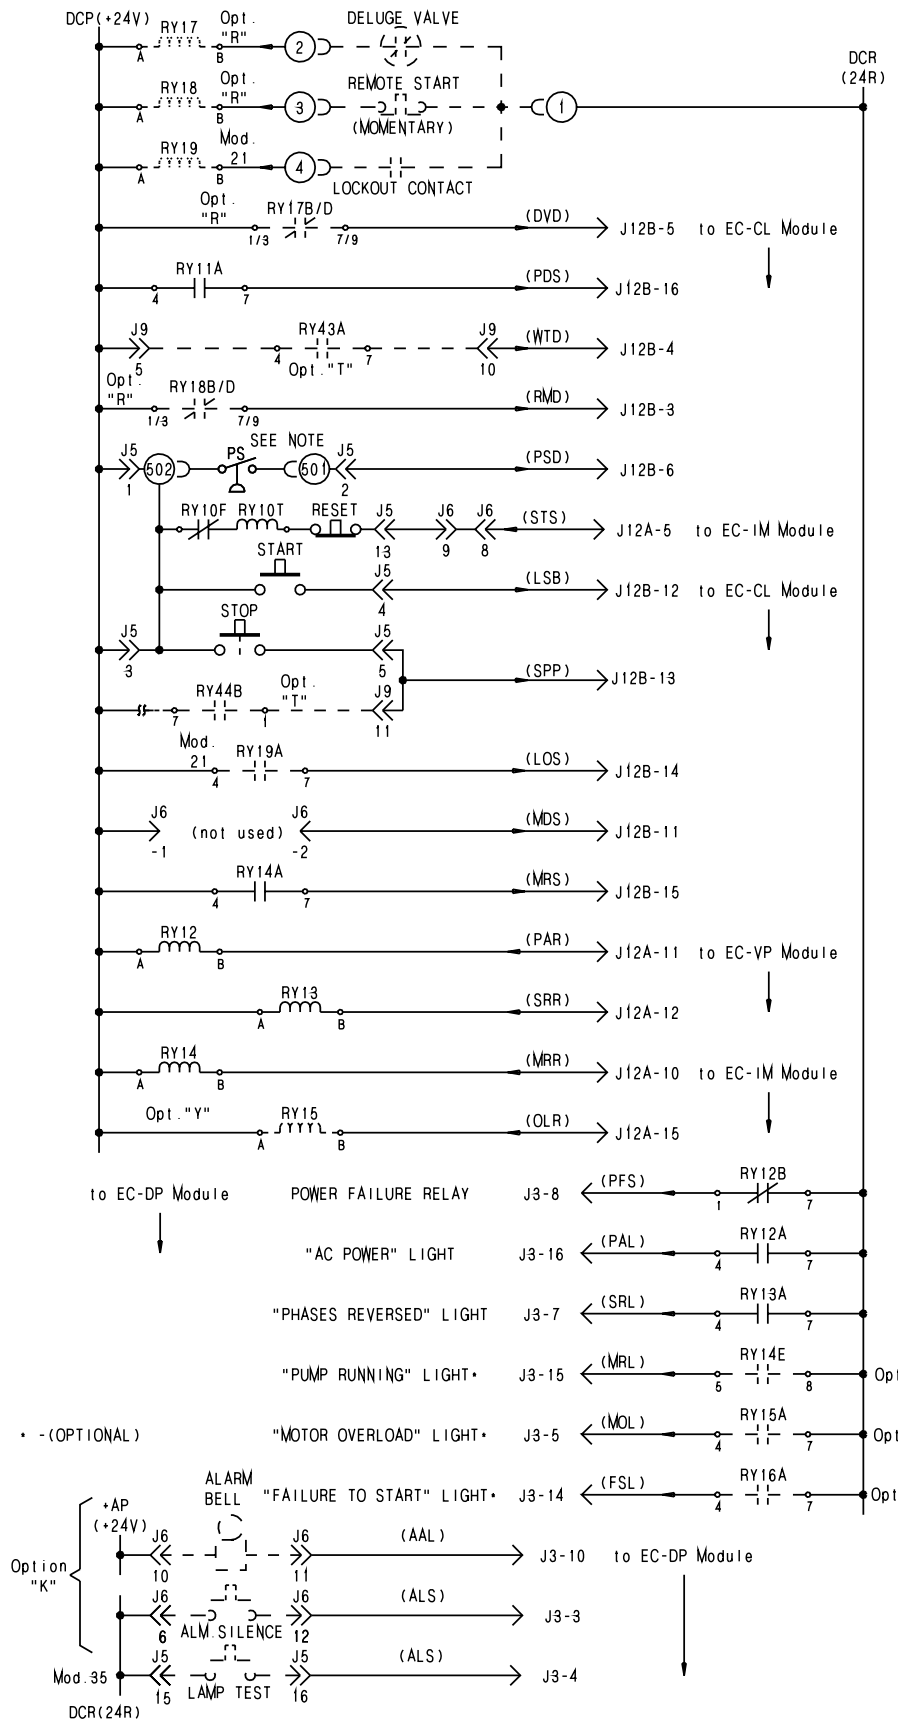 DCP(+24V) RY17 Opt. "R" DELUGE VALVE
A B 2
DCR
(24R)
RY18 Opt. "R" REMOTE START
A B 3 (MOMENTARY) 1
RY19 Mod. 21
A B 4 LOCKOUT CONTACT
Opt. "R" RY17B/D (DVD)
1/3 7/9 J12B-5 to EC-CL Module
RY11A (PDS)
4 7 J12B-16
J9 RY43A J9 (WTD)
5 4 Opt."T" 7 10 J12B-4
Opt. "R" RY18B/D (RMD)
1/3 7/9 J12B-3
SEE NOTE
J5 502 PS 501 J5 (PSD)
1 2 J12B-6
RY10F RY10T RESET J5 J6 J6 (STS)
13 9 8 J12A-5 to EC-IM Module
START J5 (LSB)
4 J12B-12 to EC-CL Module
J5 STOP J5
3 5
(SPP) J12B-13
RY44B Opt. "T" J9
7 1 11
Mod. 21 RY19A (LOS)
4 7 J12B-14
J6 (not used) J6 (MDS)
-1 -2 J12B-11
RY14A (MRS)
4 7 J12B-15
RY12 (PAR)
A B J12A-11 to EC-VP Module
RY13 (SRR)
A B J12A-12
RY14 (MRR)
A B J12A-10 to EC-IM Module
Opt."Y" RY15 (OLR)
A B J12A-15
to EC-DP Module POWER FAILURE RELAY J3-8 (PFS) RY12B
1 7
"AC POWER" LIGHT J3-16 (PAL) RY12A
4 7
"PHASES REVERSED" LIGHT J3-7 (SRL) RY13A
4 7
"PUMP RUNNING" LIGHT* J3-15 (MRL) RY14E Opt
5 8
* -(OPTIONAL) "MOTOR OVERLOAD" LIGHT* J3-5 (MOL) RY15A Opt
4 7
"FAILURE TO START" LIGHT* J3-14 (FSL) RY16A Opt
4 7
+AP
(+24V)
ALARM
BELL
Option
"K"
J6 J6 (AAL)
10 11 J3-10 to EC-DP Module
J6 J6 (ALS)
6 ALM.SILENCE 12 J3-3
Mod.35 J5 J5 (ALS)
15 LAMP TEST 16 J3-4
DCR(24R)